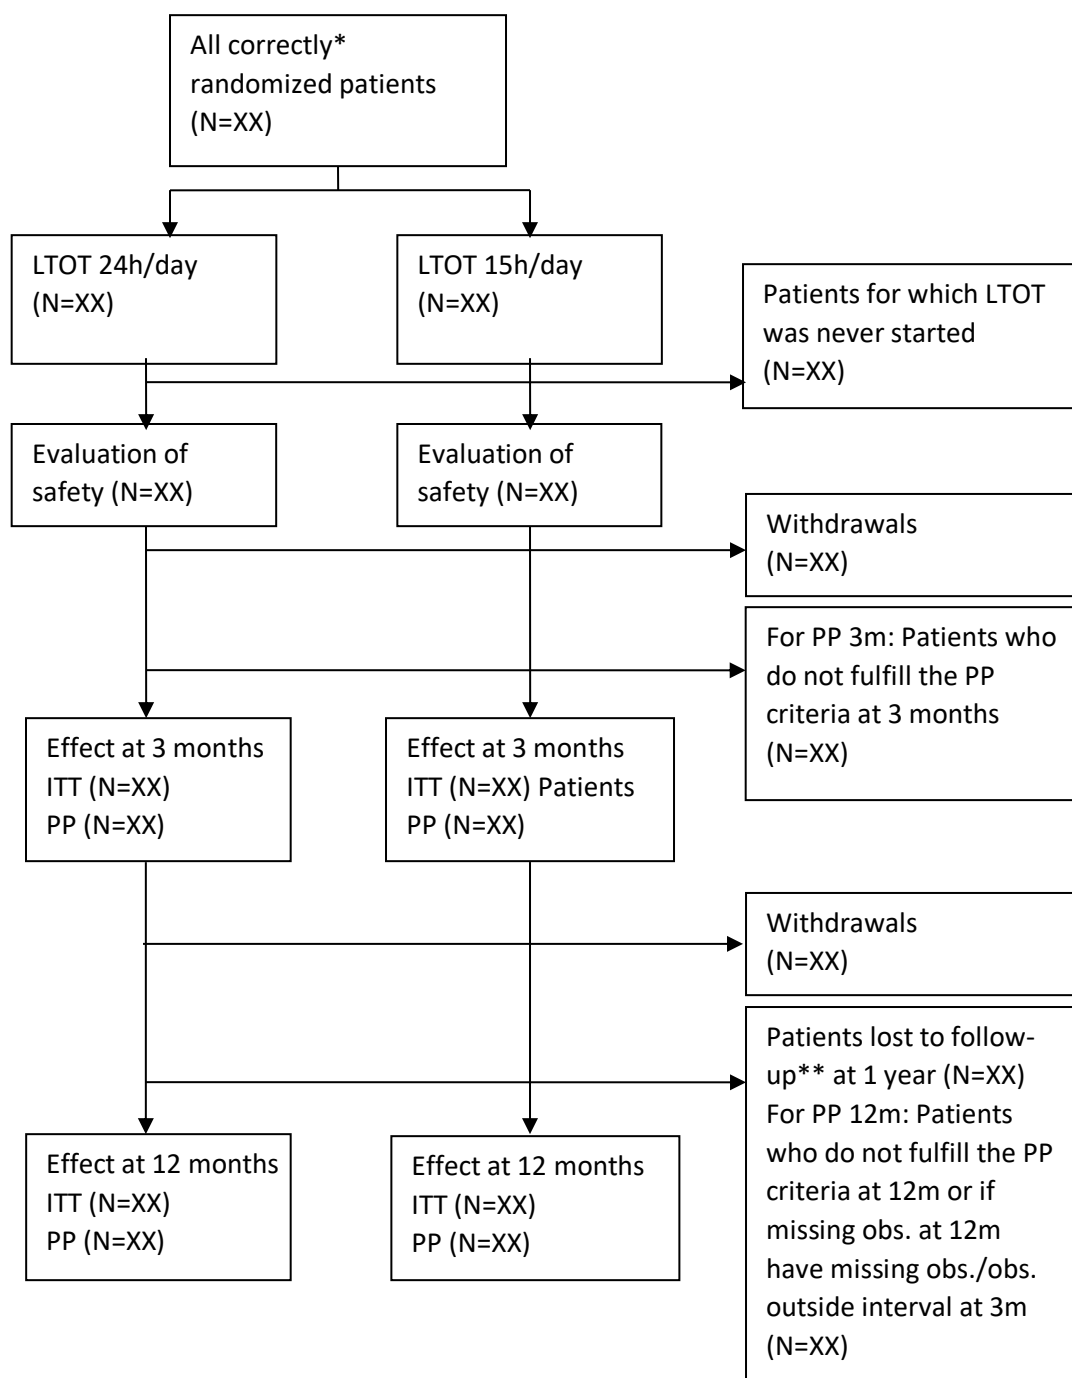 All correctly*
randomized patients
(N=XX)
LTOT 24h/day
(N=XX)
LTOT 15h/day
(N=XX)
Patients for which LTOT
was never started
(N=XX)
Evaluation of
safety (N=XX)
Evaluation of
safety (N=XX)
Withdrawals
(N=XX)
For PP 3m: Patients who
do not fulfill the PP
criteria at 3 months
(N=XX)
Effect at 3 months
ITT (N=XX)
PP (N=XX)
Effect at 3 months
ITT (N=XX) Patients
PP (N=XX)
Withdrawals
(N=XX)
Patients lost to follow-
up** at 1 year (N=XX)
For PP 12m: Patients
who do not fulfill the PP
criteria at 12m or if
missing obs. at 12m
have missing obs./obs.
outside interval at 3m
(N=XX)
Effect at 12 months
ITT (N=XX)
PP (N=XX)
Effect at 12 months
ITT (N=XX)
PP (N=XX)